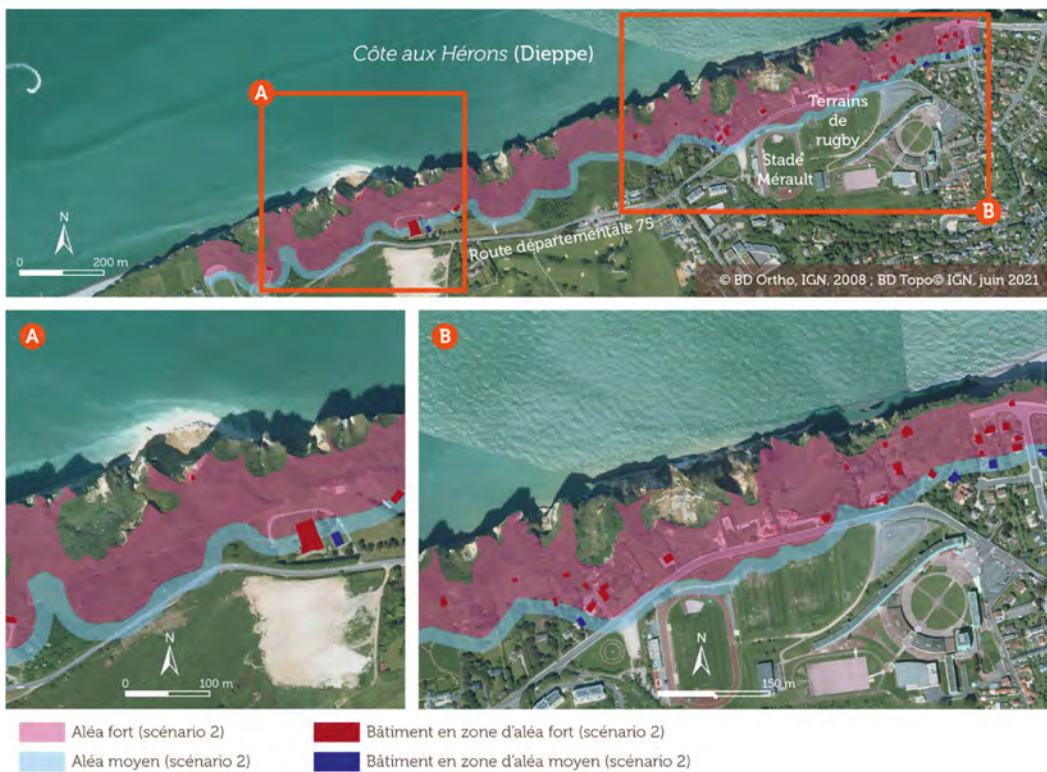 Côte aux Hérons (Dieppe)
A
Terrains
de
rugby
Stade
Mérault
B
Route départementale 75
N
0 200 m
© BD Ortho, IGN, 2008 ; BD Topo© IGN, juin 2021
A
N
0 100 m
B
N
0 150 m
Aléa fort (scénario 2)
Bâtiment en zone d'aléa fort (scénario 2)
Aléa moyen (scénario 2)
Bâtiment en zone d'aléa moyen (scénario 2)